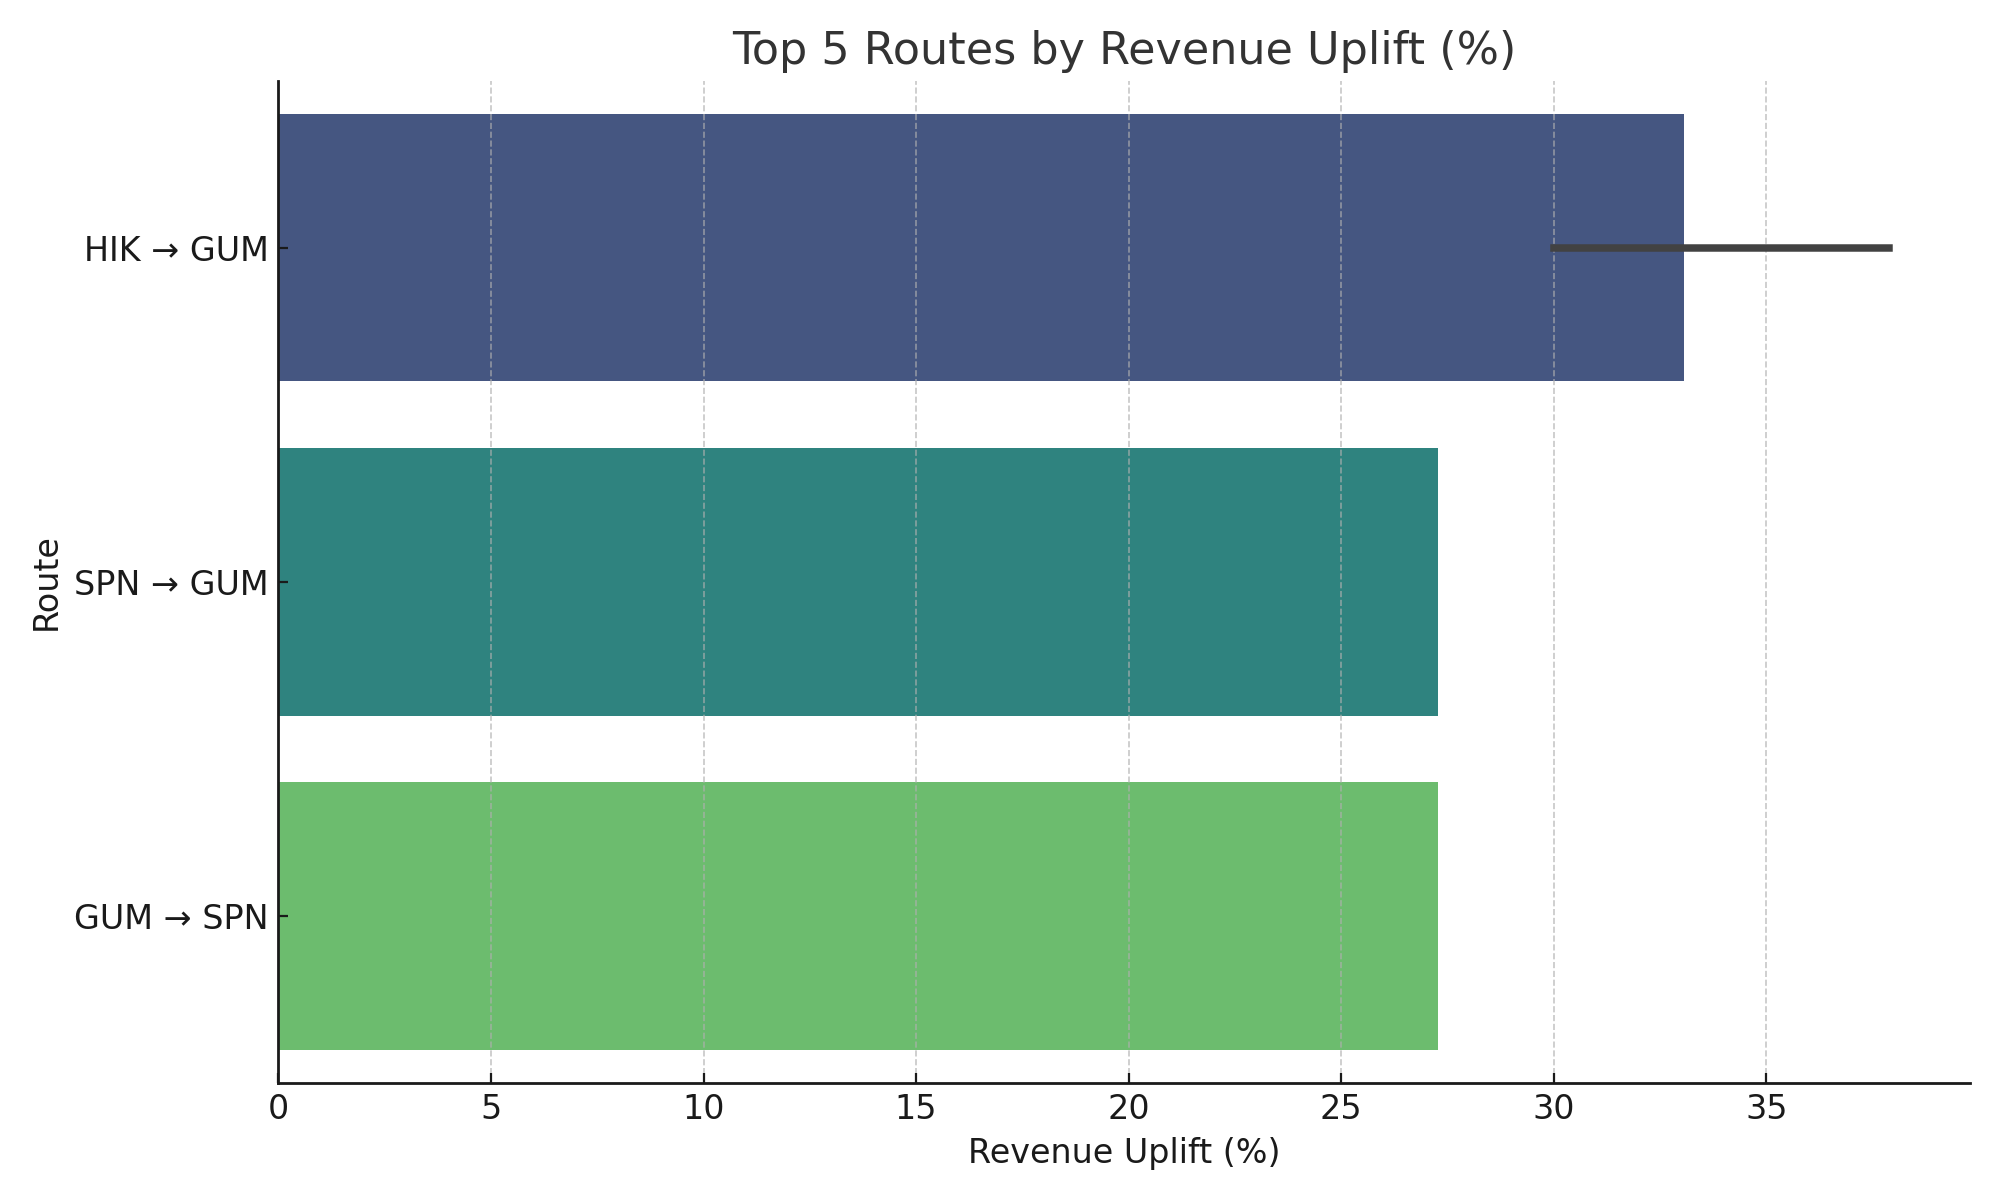 Top 5 Routes by Revenue Uplift (%)
HIK → GUM
SPN → GUM
GUM → SPN
Route
0 5 10 15 20 25 30 35
Revenue Uplift (%)